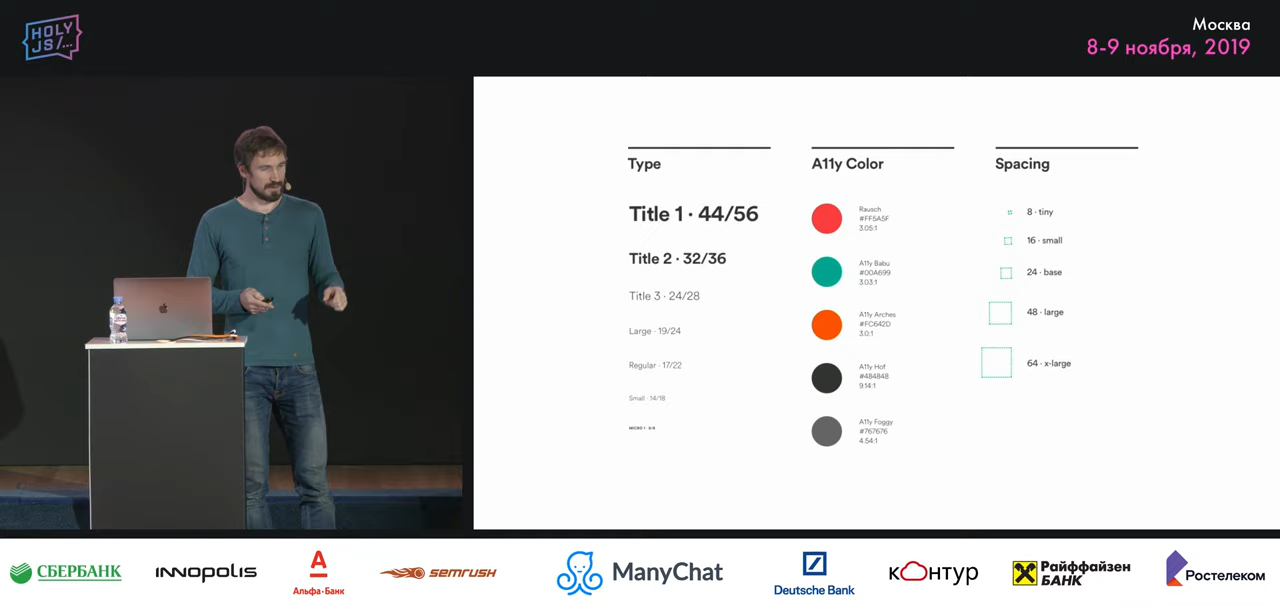 HOLY
JS/...
Москва
8-9 ноября, 2019
Type
Title 1 · 44/56
Title 2 · 32/36
Title 3 · 24/28
Large · 19/24
Regular · 17/22
Small · 14/18
A11y Color
Rausch
#FF5A5F
3.05:1
A11y Babu
#00A699
3.03:1
A11y Arches
#FC642D
3.0:1
A11y Hof
#484848
9.14:1
A11y Foggy
#767676
4.54:1
Spacing
8 · tiny
16 · small
24 · base
48 · large
64 · x-large
СБЕРБАНК
INNOPOLIS
Альфа·Банк
semrush
ManyChat
Deutsche Bank
контур
Райффайзен
БАНК
Ростелеком